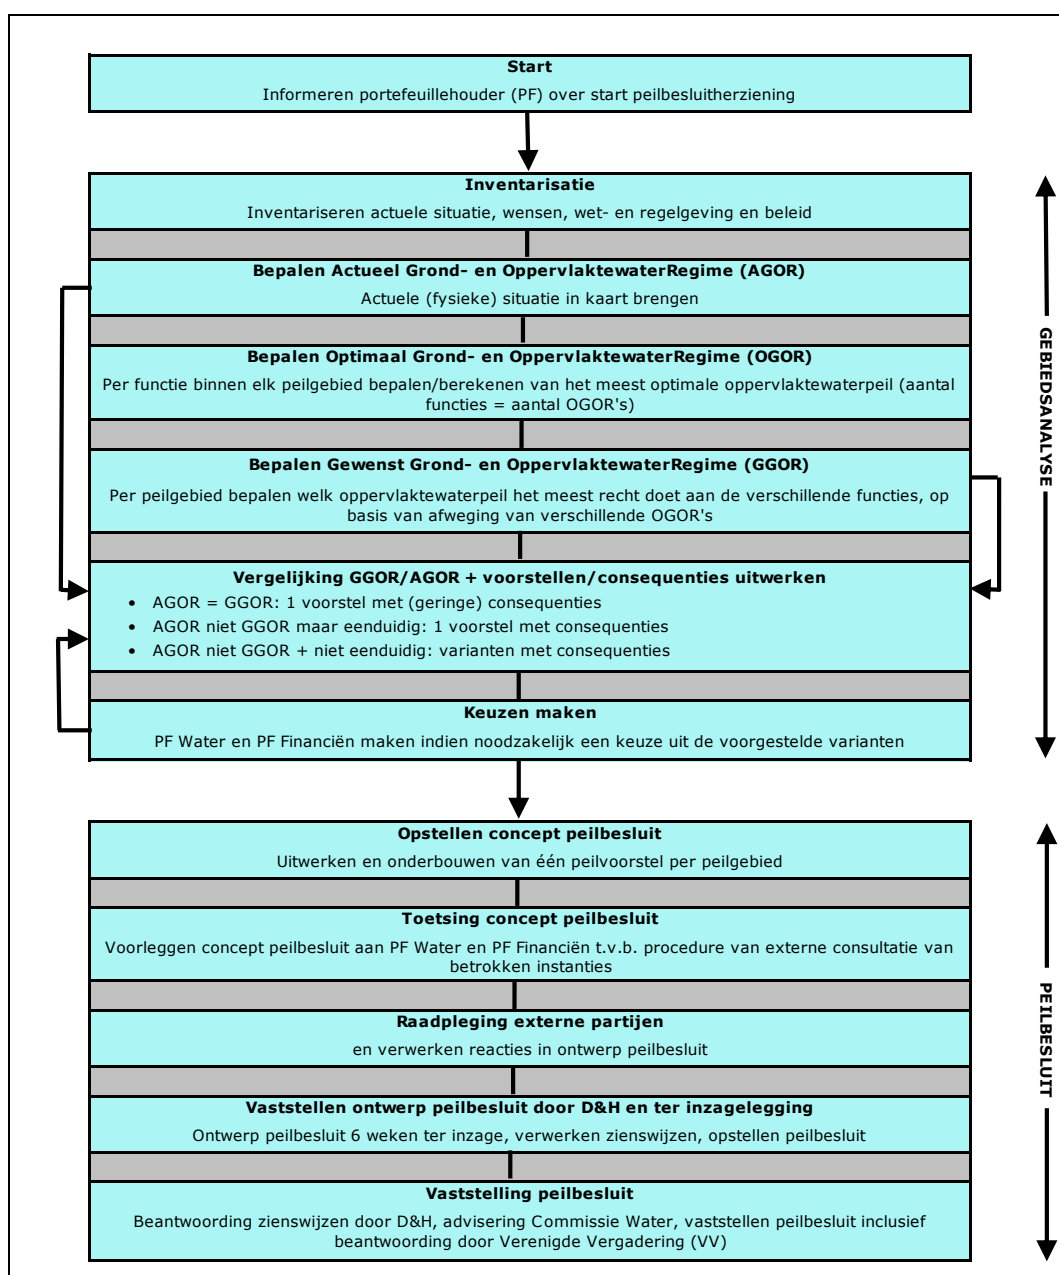 Start
Informeren portefeuillehouder (PF) over start peilbesluitherziening
Inventarisatie
Inventariseren actuele situatie, wensen, wet- en regelgeving en beleid
Bepalen Actueel Grond- en OppervlaktewaterRegime (AGOR)
Actuele (fysieke) situatie in kaart brengen
Bepalen Optimaal Grond- en OppervlaktewaterRegime (OGOR)
Per functie binnen elk peilgebied bepalen/berekenen van het meest optimale oppervlaktewaterpeil (aantal
functies = aantal OGOR's)
Bepalen Gewenst Grond- en OppervlaktewaterRegime (GGOR)
Per peilgebied bepalen welk oppervlaktewaterpeil het meest recht doet aan de verschillende functies, op
basis van afweging van verschillende OGOR's
Vergelijking GGOR/AGOR + voorstellen/consequenties uitwerken
• AGOR = GGOR: 1 voorstel met (geringe) consequenties
• AGOR niet GGOR maar eenduidig: 1 voorstel met consequenties
• AGOR niet GGOR + niet eenduidig: varianten met consequenties
Keuzen maken
PF Water en PF Financiën maken indien noodzakelijk een keuze uit de voorgestelde varianten
GEBIEDSANALYSE
Opstellen concept peilbesluit
Uitwerken en onderbouwen van één peilvoorstel per peilgebied
Toetsing concept peilbesluit
Voorleggen concept peilbesluit aan PF Water en PF Financiën t.v.b. procedure van externe consultatie van
betrokken instanties
Raadpleging externe partijen
en verwerken reacties in ontwerp peilbesluit
Vaststellen ontwerp peilbesluit door D&H en ter inzagelegging
Ontwerp peilbesluit 6 weken ter inzage, verwerken zienswijzen, opstellen peilbesluit
Vaststelling peilbesluit
Beantwoording zienswijzen door D&H, advisering Commissie Water, vaststellen peilbesluit inclusief
beantwoording door Verenigde Vergadering (VV)
PEILBESLUIT